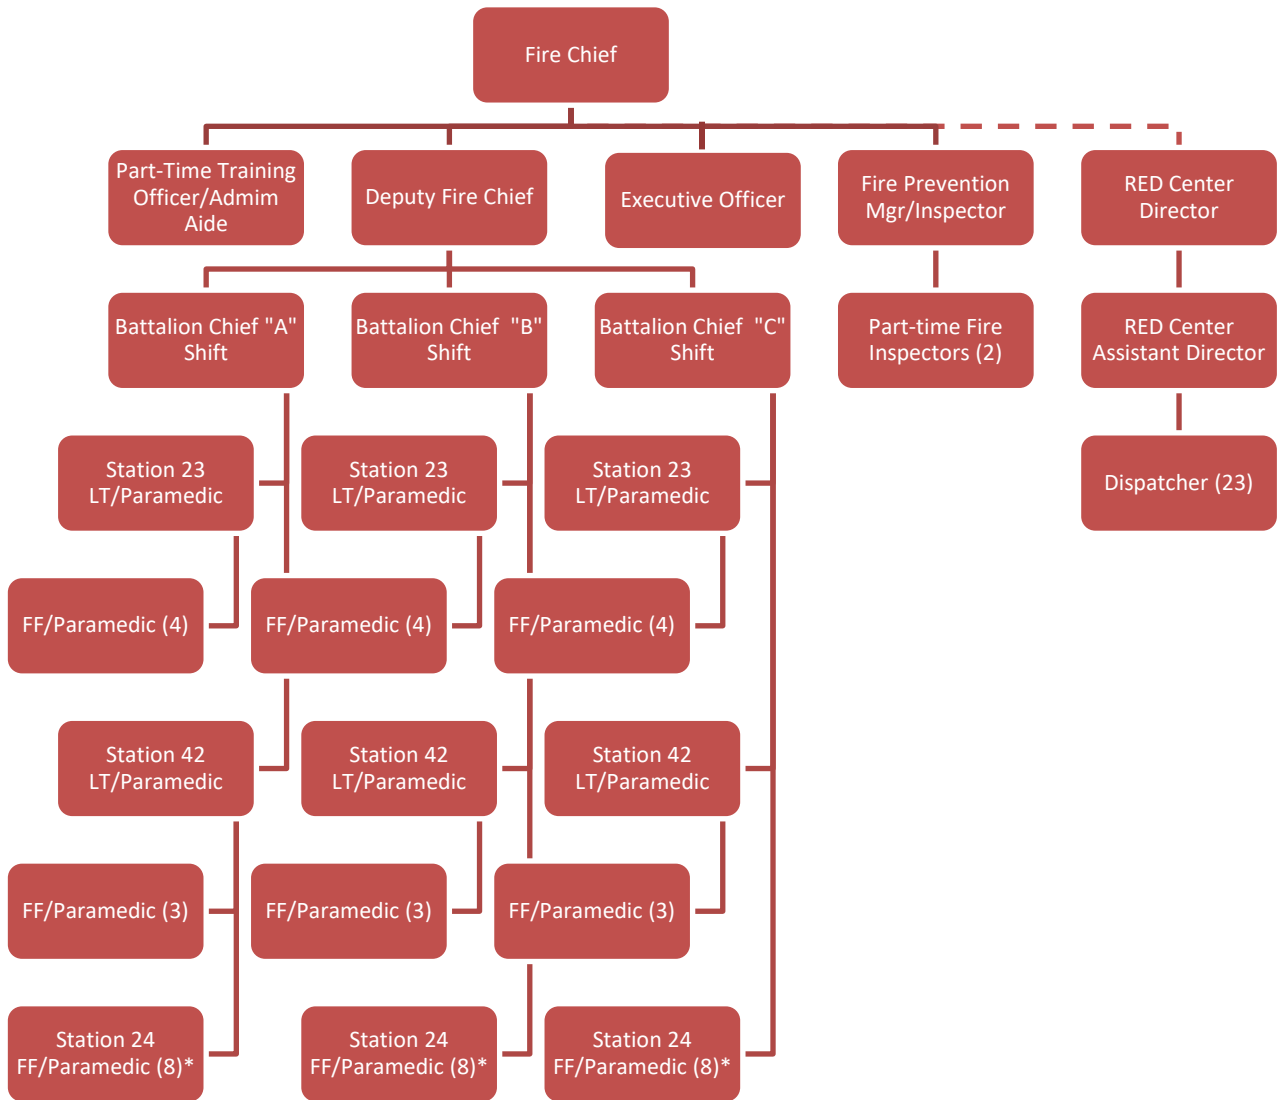 Fire Chief
Part-Time Training
Officer/Admim
Aide
Deputy Fire Chief
Executive Officer
Fire Prevention
Mgr/Inspector
RED Center
Director
Battalion Chief "A"
Shift
Battalion Chief  "B"
Shift
Battalion Chief  "C"
Shift
Part-time Fire
Inspectors (2)
RED Center
Assistant Director
Station 23
LT/Paramedic
Station 23
LT/Paramedic
Station 23
LT/Paramedic
Dispatcher (23)
FF/Paramedic (4)
FF/Paramedic (4)
FF/Paramedic (4)
Station 42
LT/Paramedic
Station 42
LT/Paramedic
Station 42
LT/Paramedic
FF/Paramedic (3)
FF/Paramedic (3)
FF/Paramedic (3)
Station 24
FF/Paramedic (8)*
Station 24
FF/Paramedic (8)*
Station 24
FF/Paramedic (8)*